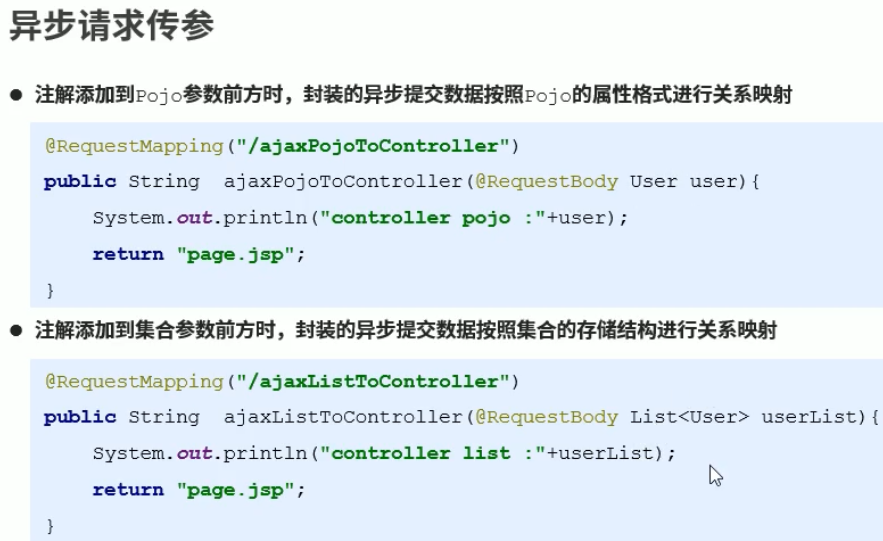 异步请求传参
● 注解添加到Pojo参数前方时，封装的异步提交数据按照Pojo的属性格式进行关系映射
@RequestMapping("/ajaxPojoToController")
public String  ajaxPojoToController(@RequestBody User user){
    System.out.println("controller pojo :"+user);
    return "page.jsp";
}
● 注解添加到集合参数前方时，封装的异步提交数据按照集合的存储结构进行关系映射
@RequestMapping("/ajaxListToController")
public String  ajaxListToController(@RequestBody List<User> userList){
    System.out.println("controller list :"+userList);
    return "page.jsp";
}